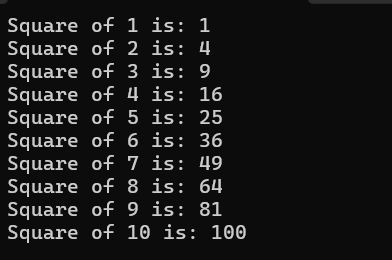 Square of 1 is: 1
Square of 2 is: 4
Square of 3 is: 9
Square of 4 is: 16
Square of 5 is: 25
Square of 6 is: 36
Square of 7 is: 49
Square of 8 is: 64
Square of 9 is: 81
Square of 10 is: 100